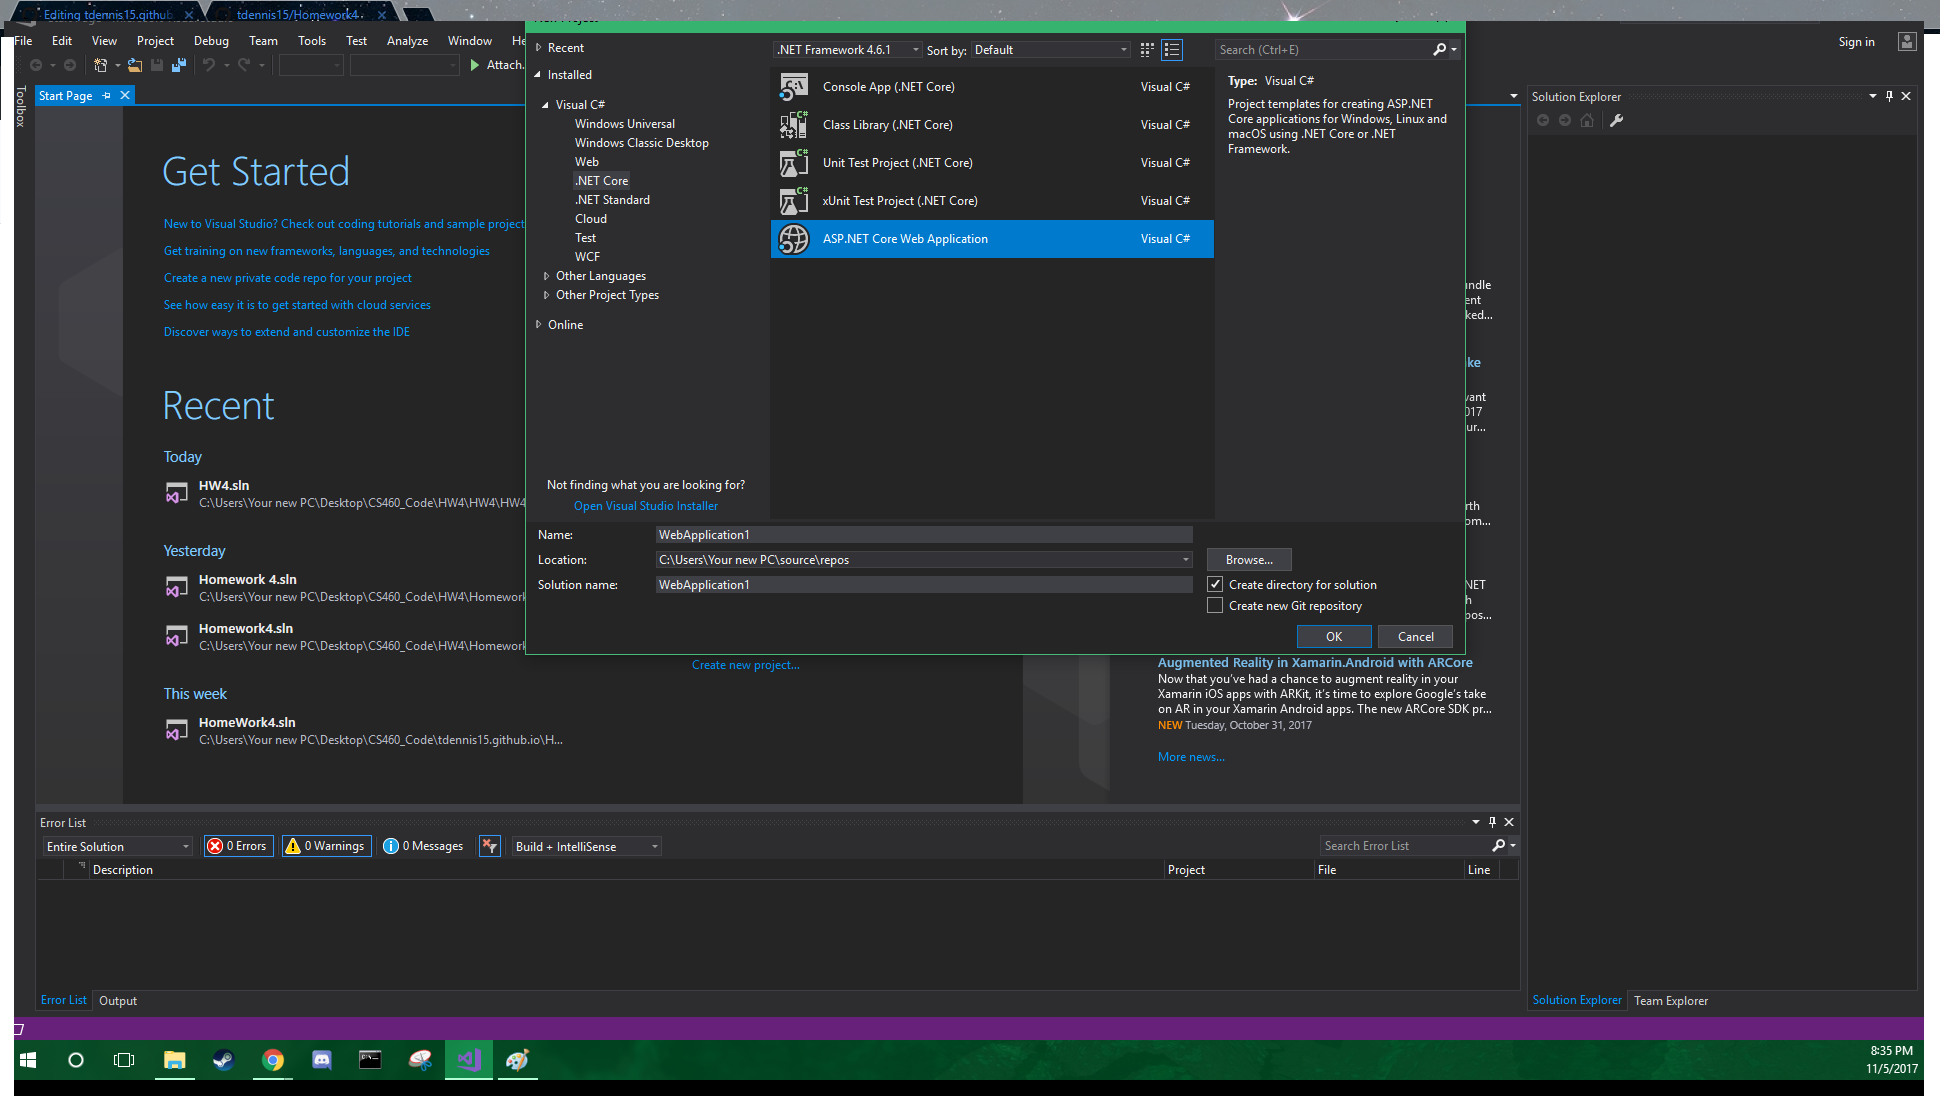 Editing tdennis15.github
tdennis15/Homework4
File Edit View Project Debug Team Tools Test Analyze Window He
Sign in
Attach.
Toolbox
Start Page
Get Started
New to Visual Studio? Check out coding tutorials and sample project
Get training on new frameworks, languages, and technologies
Create a new private code repo for your project
See how easy it is to get started with cloud services
Discover ways to extend and customize the IDE
Recent
Today
HW4.sln
C:\Users\Your new PC\Desktop\CS460_Code\HW4\HW4\HW4
Yesterday
Homework 4.sln
C:\Users\Your new PC\Desktop\CS460_Code\HW4\Homework
Homework4.sln
C:\Users\Your new PC\Desktop\CS460_Code\HW4\Homework
This week
HomeWork4.sln
C:\Users\Your new PC\Desktop\CS460_Code\tdennis15.github.io\H...
Recent
Installed
Visual C#
Windows Universal
Windows Classic Desktop
Web
.NET Core
.NET Standard
Cloud
Test
WCF
Other Languages
Other Project Types
Online
Not finding what you are looking for?
Open Visual Studio Installer
.NET Framework 4.6.1 Sort by: Default
Search (Ctrl+E)
Console App (.NET Core) Visual C#
Class Library (.NET Core) Visual C#
Unit Test Project (.NET Core) Visual C#
xUnit Test Project (.NET Core) Visual C#
ASP.NET Core Web Application Visual C#
Type: Visual C#
Project templates for creating ASP.NET
Core applications for Windows, Linux and
macOS using .NET Core or .NET
Framework.
Name: WebApplication1
Location: C:\Users\Your new PC\source\repos Browse...
Solution name: WebApplication1
Create directory for solution
Create new Git repository
OK Cancel
Create new project...
undle
ent
ked...
ke
vant
017
ur...
rth
om...
.NET
h
pos...
Augmented Reality in Xamarin.Android with ARCore
Now that you've had a chance to augment reality in your
Xamarin iOS apps with ARKit, it's time to explore Google's take
on AR in your Xamarin Android apps. The new ARCore SDK pr...
NEW Tuesday, October 31, 2017
More news...
Solution Explorer
Error List
Entire Solution 0 Errors 0 Warnings 0 Messages Build + IntelliSense Search Error List
Description Project File Line
Error List Output
Solution Explorer Team Explorer
8:35 PM
11/5/2017